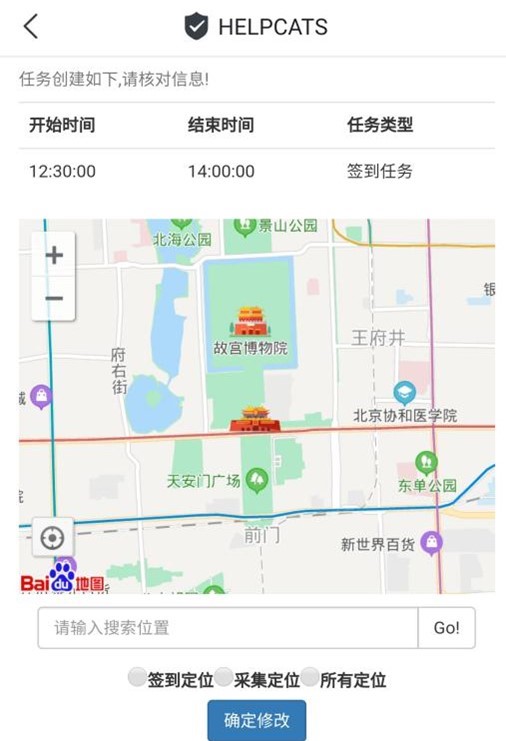 HELPCATS
任务创建如下,请核对信息!
开始时间 结束时间 任务类型
12:30:00 14:00:00 签到任务
北海公园
景山公园
故宫博物院
王府井
府右街
北京协和医学院
天安门广场
东单公园
前门
新世界百货
Bai du 地图
请输入搜索位置 Go!
签到定位 采集定位 所有定位
确定修改